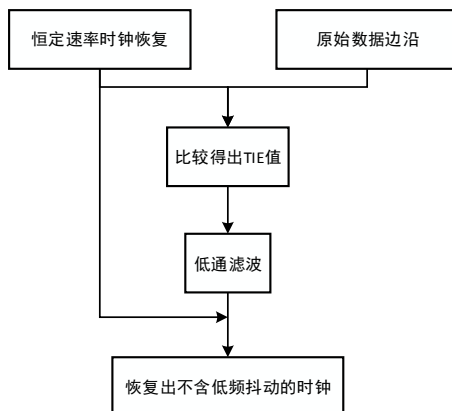 恒定速率时钟恢复
原始数据边沿
比较得出TIE值
低通滤波
恢复出不含低频抖动的时钟